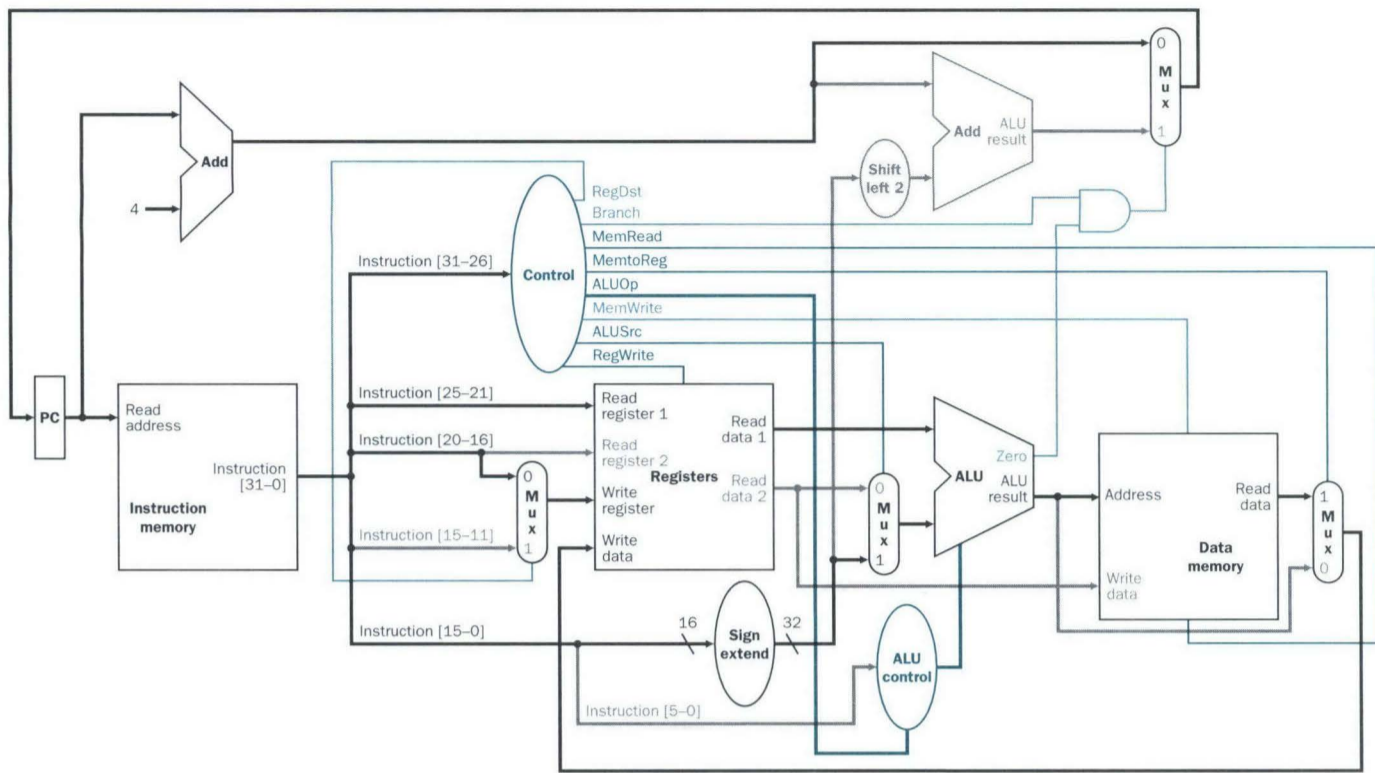 0
M
u
x
1
Add
ALU
result
Add
4
Shift
left 2
RegDst
Branch
MemRead
MemtoReg
ALUOp
MemWrite
ALUSrc
RegWrite
Control
Instruction [31–26]
Instruction [25–21]
Instruction [20–16]
Instruction [15–11]
Instruction [15–0]
Instruction [5–0]
PC
Read
address
Instruction
[31–0]
Instruction
memory
0
M
u
x
1
Read
register 1
Read
register 2
Write
register
Write
data
Registers
Read
data 1
Read
data 2
0
M
u
x
1
Zero
ALU
ALU
result
Address
Write
data
Read
data
Data
memory
1
M
u
x
0
16
Sign
extend
32
ALU
control